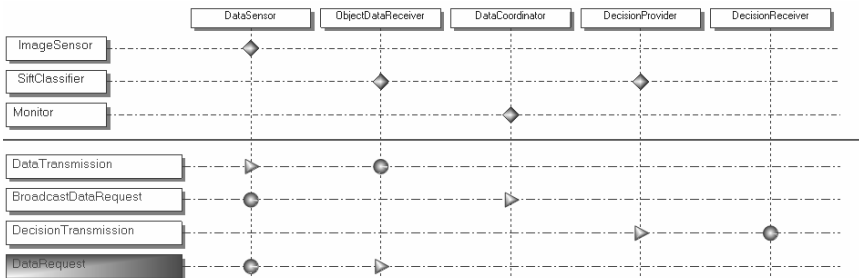 DataSensor
ObjectDataReceiver
DataCoordinator
DecisionProvider
DecisionReceiver
ImageSensor
SiftClassifier
Monitor
DataTransmission
BroadcastDataRequest
DecisionTransmission
DataRequest